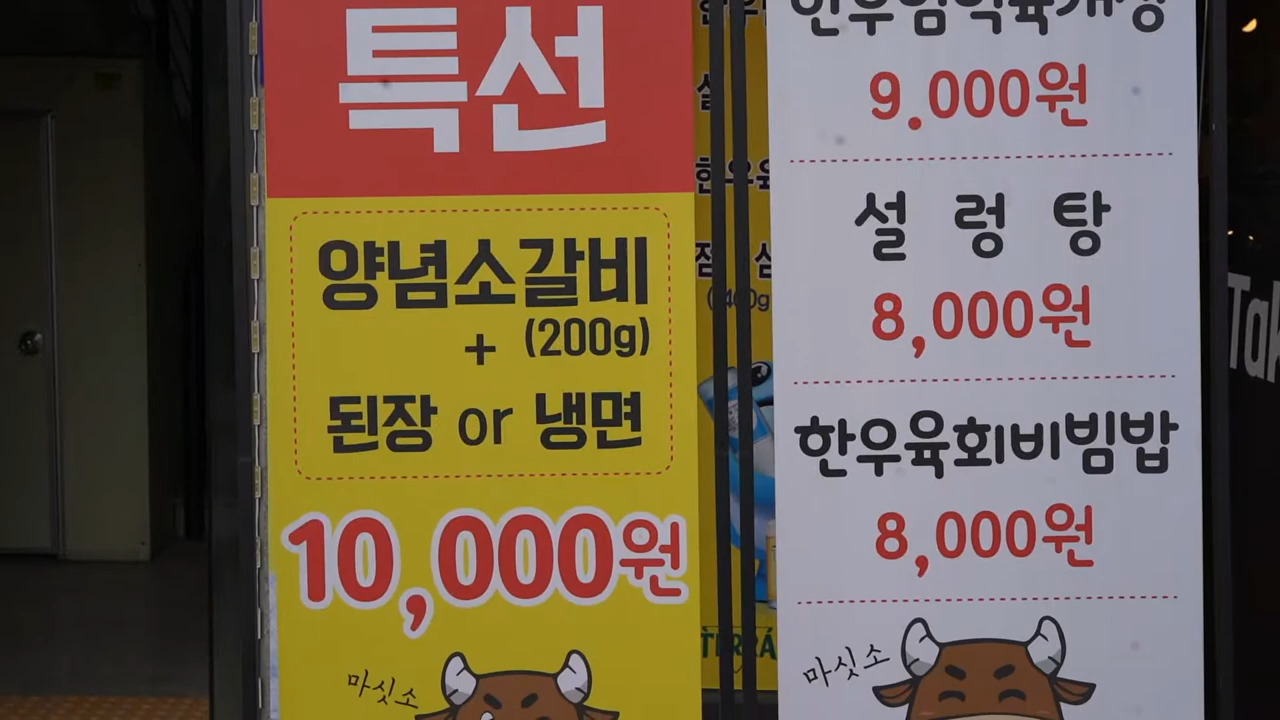 특선
양념소갈비
+ (200g)
된장 or 냉면
10,000원
마싯소
9.000원
설 렁 탕
8,000원
한우육회비빔밥
8,000원
마싯소
TERRA
Tak